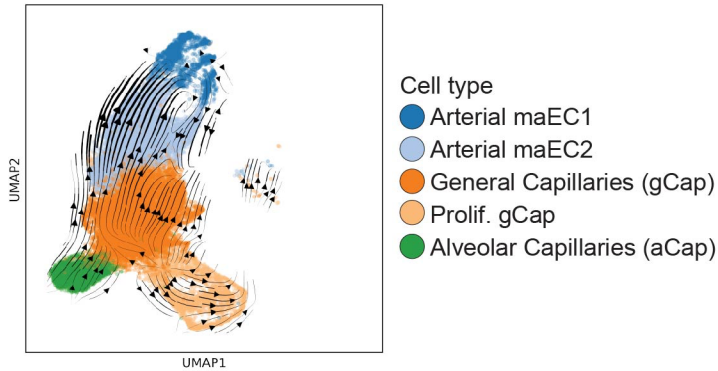 Cell type
Arterial maEC1
Arterial maEC2
General Capillaries (gCap)
Prolif. gCap
Alveolar Capillaries (aCap)
UMAP2
UMAP1